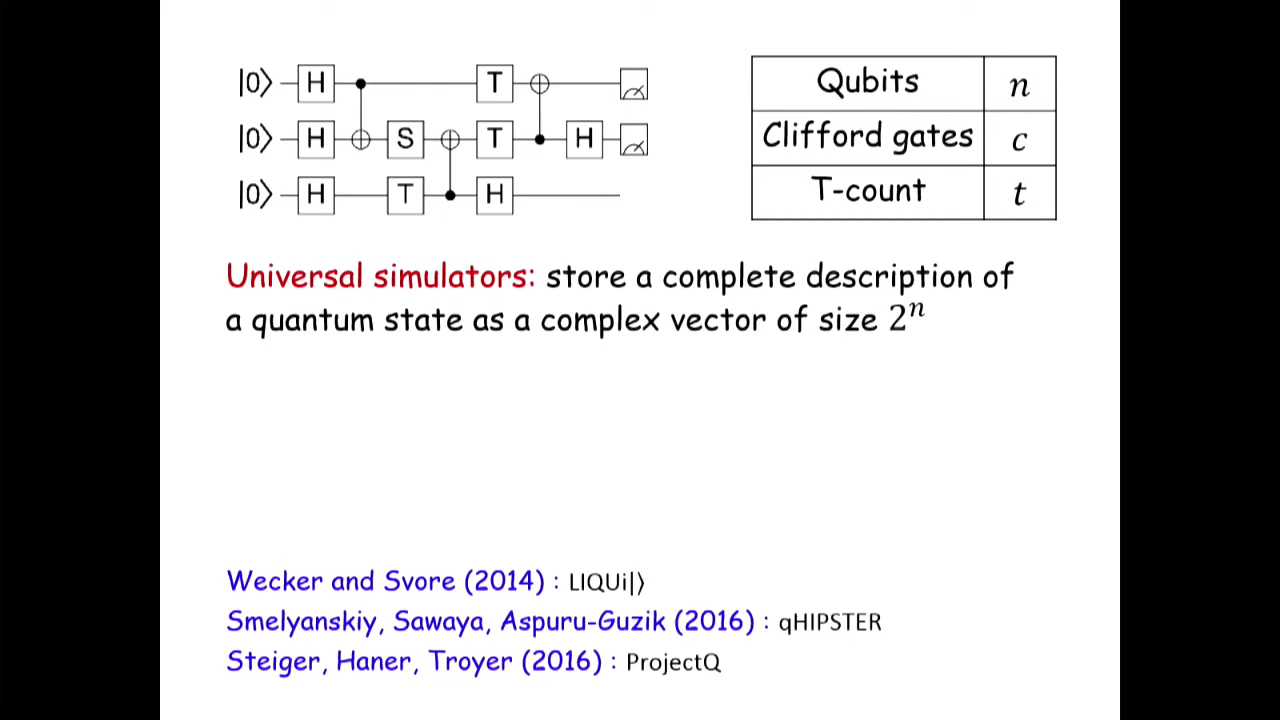 |0⟩ H T
|0⟩ H S T H
|0⟩ H T H
Qubits n
Clifford gates c
T-count t
Universal simulators: store a complete description of
a quantum state as a complex vector of size 2ⁿ
Wecker and Svore (2014) : LIQUi|⟩
Smelyanskiy, Sawaya, Aspuru-Guzik (2016) : qHIPSTER
Steiger, Haner, Troyer (2016) : ProjectQ